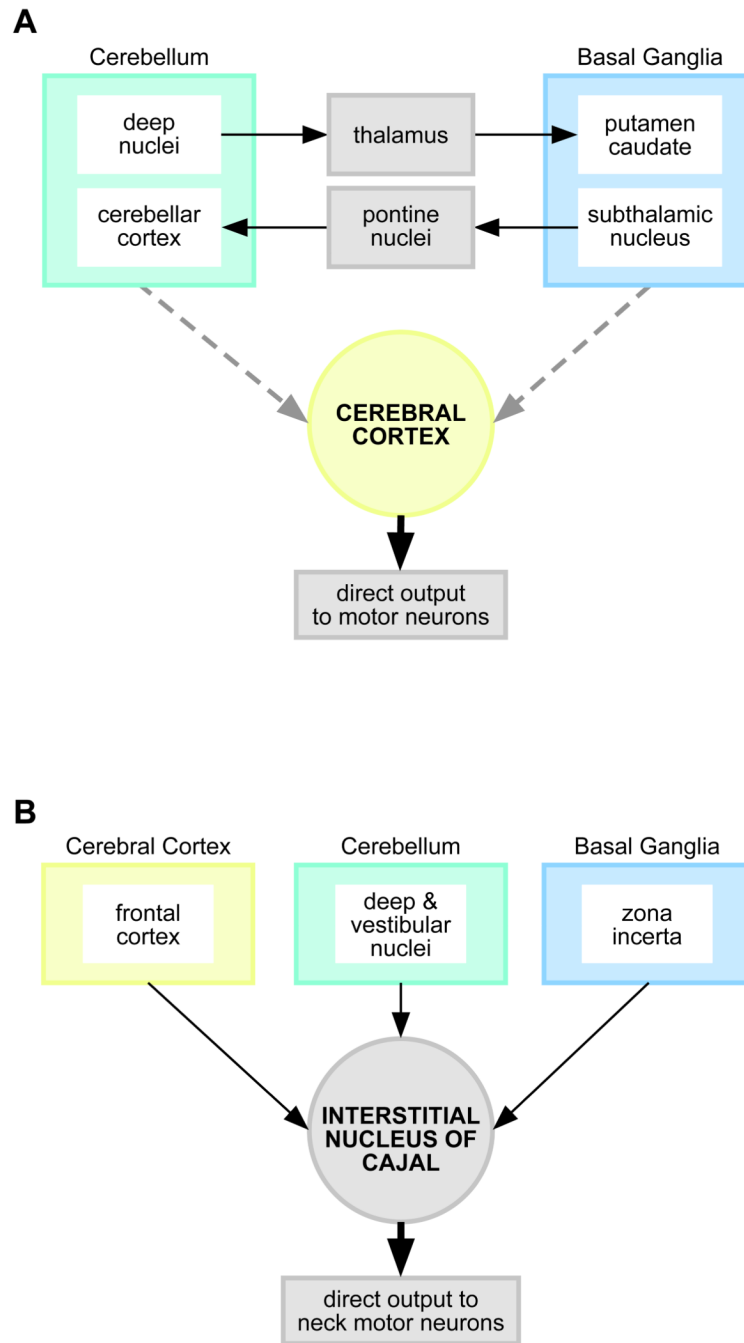 A
Cerebellum
Basal Ganglia
deep
nuclei
thalamus
putamen
caudate
cerebellar
cortex
pontine
nuclei
subthalamic
nucleus
CEREBRAL
CORTEX
direct output
to motor neurons
B
Cerebral Cortex
Cerebellum
Basal Ganglia
frontal
cortex
deep &
vestibular
nuclei
zona
incerta
INTERSTITIAL
NUCLEUS OF
CAJAL
direct output to
neck motor neurons